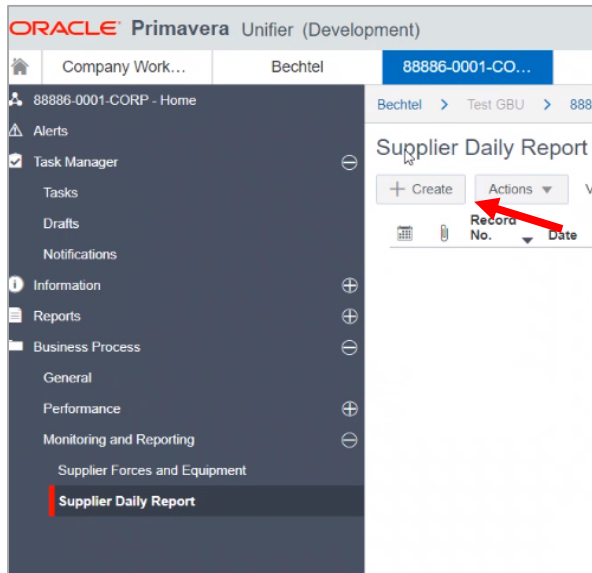 ORACLE Primavera Unifier (Development)
Company Work... Bechtel 88886-0001-CO...
88886-0001-CORP - Home
Alerts
Task Manager
Tasks
Drafts
Notifications
Information
Reports
Business Process
General
Performance
Monitoring and Reporting
Supplier Forces and Equipment
Supplier Daily Report
Bechtel > Test GBU > 888
Supplier Daily Report
+ Create Actions V
Record
No. Date